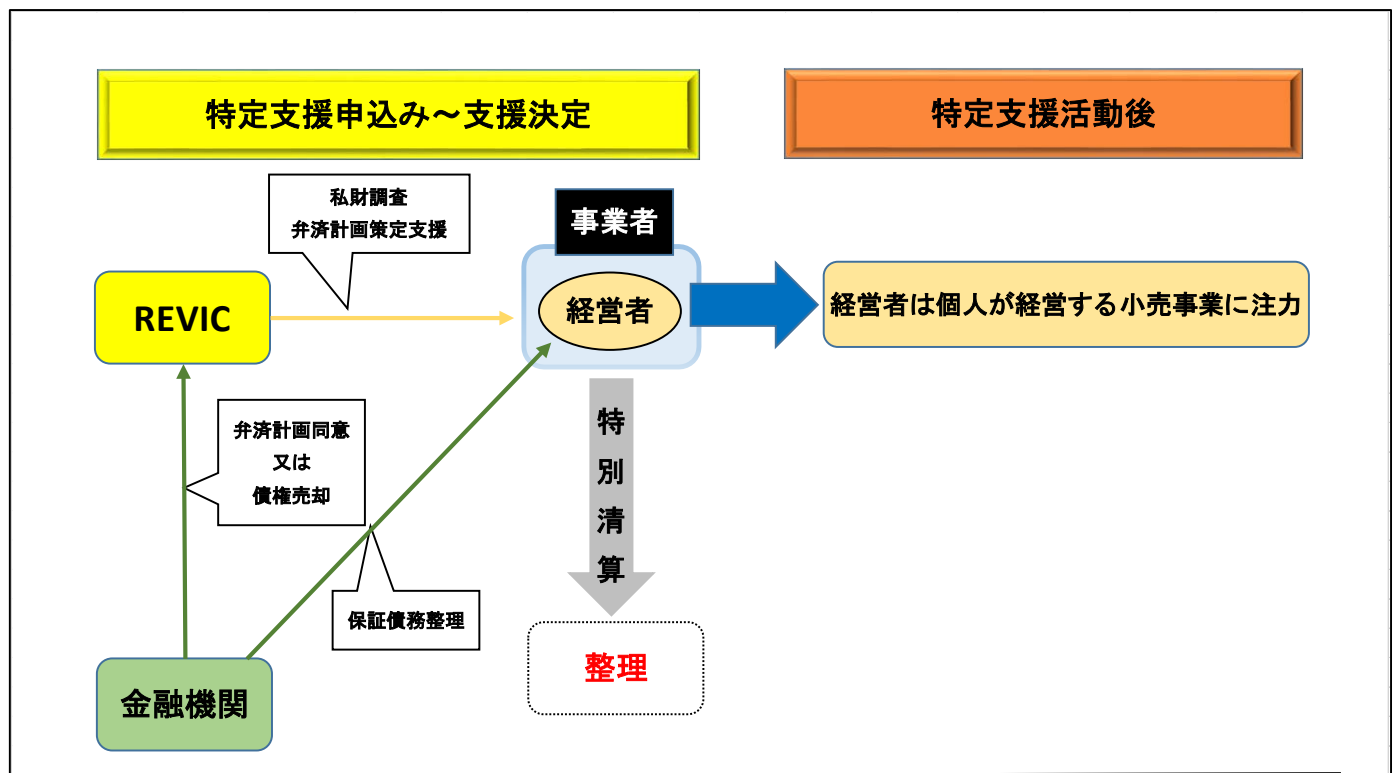 特定支援申込み～支援決定
特定支援活動後
私財調査
弁済計画策定支援
事業者
経営者
REVIC
経営者は個人が経営する小売事業に注力
弁済計画同意
又は
債権売却
特別清算
保証債務整理
整理
金融機関